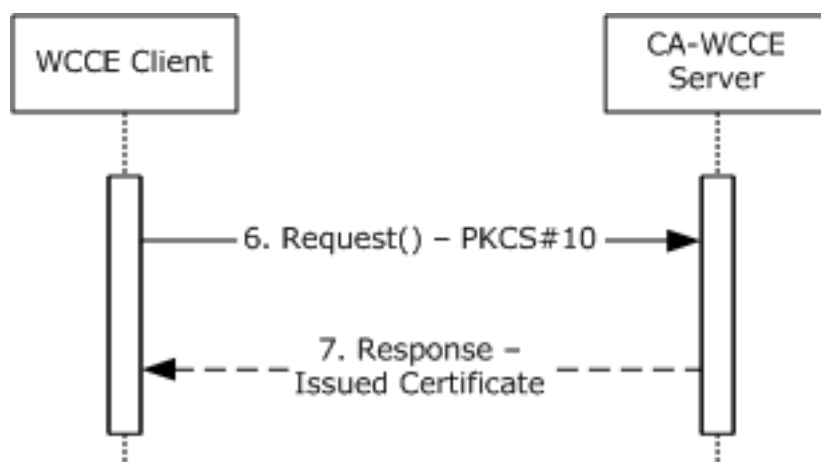 WCCE Client
CA-WCCE
Server
6. Request() – PKCS#10
7. Response –
Issued Certificate